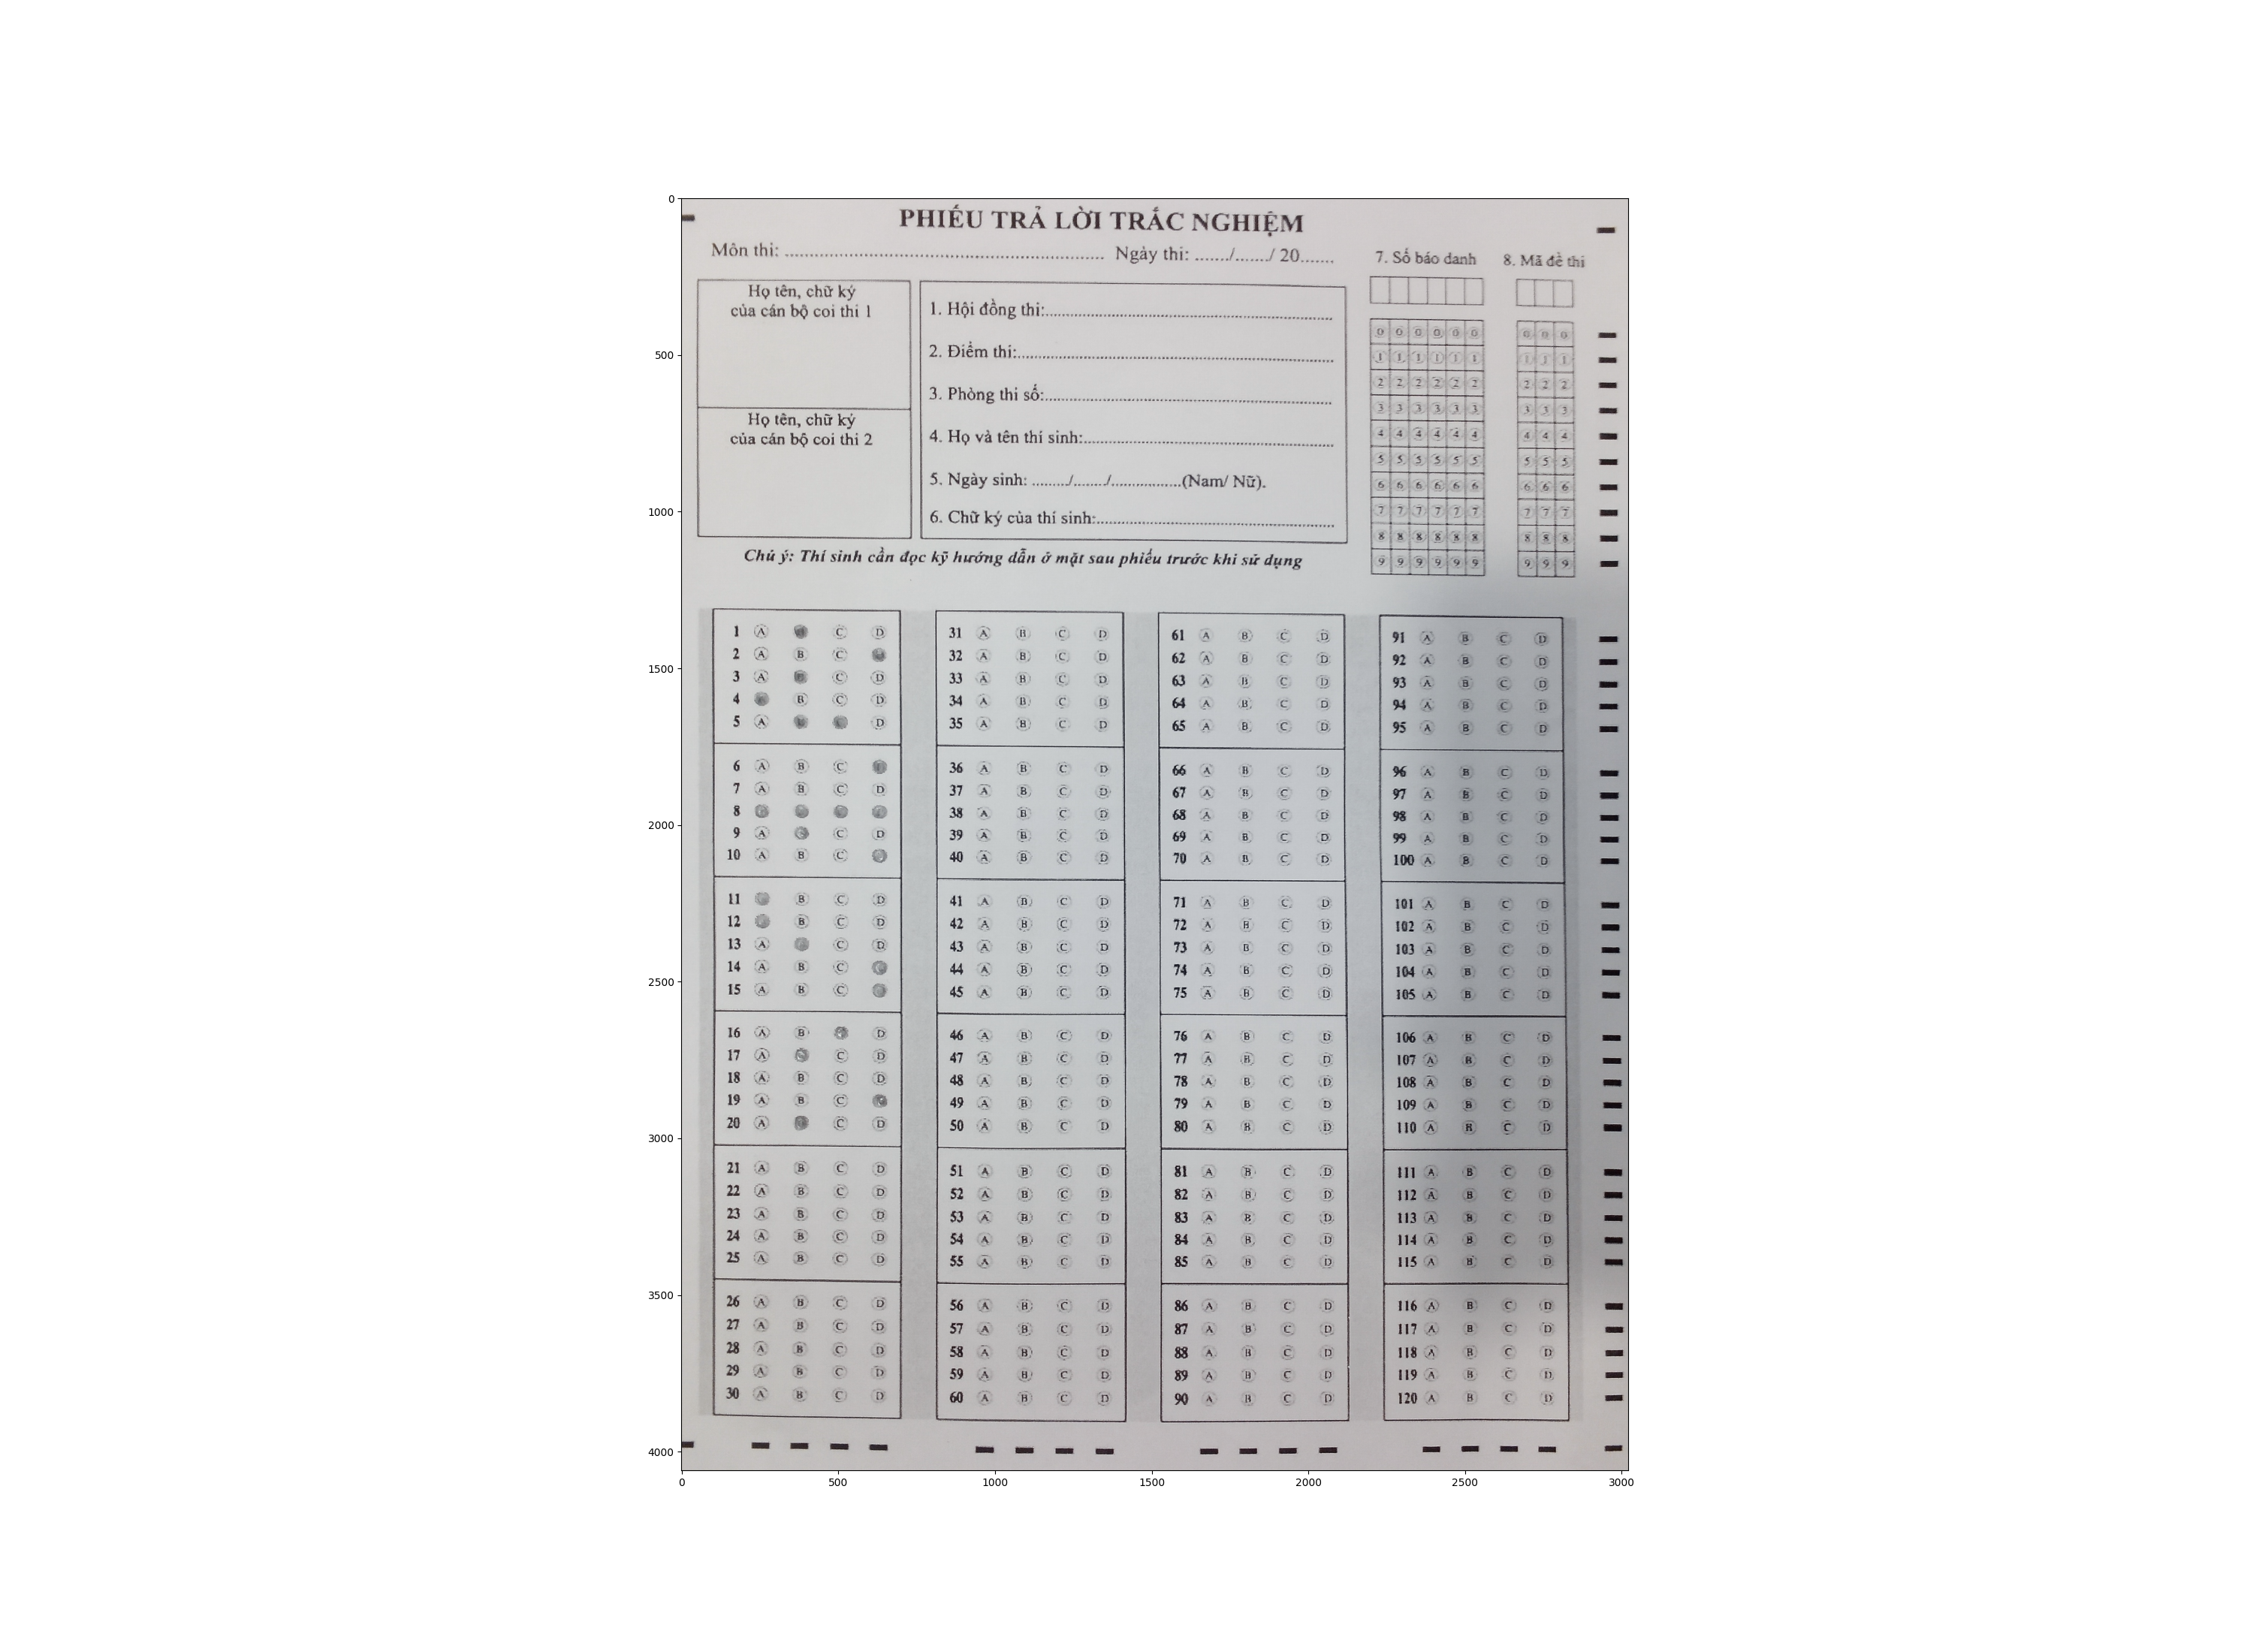 PHIẾU TRẢ LỜI TRẮC NGHIỆM
Môn thi: ............................................................ Ngày thi: ......./......./ 20.......
7. Số báo danh
8. Mã đề thi
Họ tên, chữ ký
của cán bộ coi thi 1
Họ tên, chữ ký
của cán bộ coi thi 2
1. Hội đồng thi:............................................................
2. Điểm thi:............................................................
3. Phòng thi số:............................................................
4. Họ và tên thí sinh:............................................................
5. Ngày sinh: ......../......./...............(Nam/ Nữ).
6. Chữ ký của thí sinh:............................................................
Chú ý: Thí sinh cần đọc kỹ hướng dẫn ở mặt sau phiếu trước khi sử dụng
0 0 0 0 0 0 0 0 0
1 1 1 1 1 1 1 1 1
2 2 2 2 2 2 2 2 2
3 3 3 3 3 3 3 3 3
4 4 4 4 4 4 4 4 4
5 5 5 5 5 5 5 5 5
6 6 6 6 6 6 6 6 6
7 7 7 7 7 7 7 7 7
8 8 8 8 8 8 8 8 8
9 9 9 9 9 9 9 9 9
1 A C D 31 A B C D 61 A B C D 91 A B C D
2 A B C 32 A B C D 62 A B C D 92 A B C D
3 A C D 33 A B C D 63 A B C D 93 A B C D
4 B C D 34 A B C D 64 A B C D 94 A B C D
5 A D 35 A B C D 65 A B C D 95 A B C D
6 A B C 36 A B C D 66 A B C D 96 A B C D
7 A B C D 37 A B C D 67 A B C D 97 A B C D
8 38 A B C D 68 A B C D 98 A B C D
9 A C D 39 A B C D 69 A B C D 99 A B C D
10 A B C 40 A B C D 70 A B C D 100 A B C D
11 B C D 41 A B C D 71 A B C D 101 A B C D
12 B C D 42 A B C D 72 A B C D 102 A B C D
13 A C D 43 A B C D 73 A B C D 103 A B C D
14 A B C 44 A B C D 74 A B C D 104 A B C D
15 A B C 45 A B C D 75 A B C D 105 A B C D
16 A B D 46 A B C D 76 A B C D 106 A B C D
17 A C D 47 A B C D 77 A B C D 107 A B C D
18 A B C D 48 A B C D 78 A B C D 108 A B C D
19 A B C 49 A B C D 79 A B C D 109 A B C D
20 A C D 50 A B C D 80 A B C D 110 A B C D
21 A B C D 51 A B C D 81 A B C D 111 A B C D
22 A B C D 52 A B C D 82 A B C D 112 A B C D
23 A B C D 53 A B C D 83 A B C D 113 A B C D
24 A B C D 54 A B C D 84 A B C D 114 A B C D
25 A B C D 55 A B C D 85 A B C D 115 A B C D
26 A B C D 56 A B C D 86 A B C D 116 A B C D
27 A B C D 57 A B C D 87 A B C D 117 A B C D
28 A B C D 58 A B C D 88 A B C D 118 A B C D
29 A B C D 59 A B C D 89 A B C D 119 A B C D
30 A B C D 60 A B C D 90 A B C D 120 A B C D
0
500
1000
1500
2000
2500
3000
3500
4000
0 500 1000 1500 2000 2500 3000